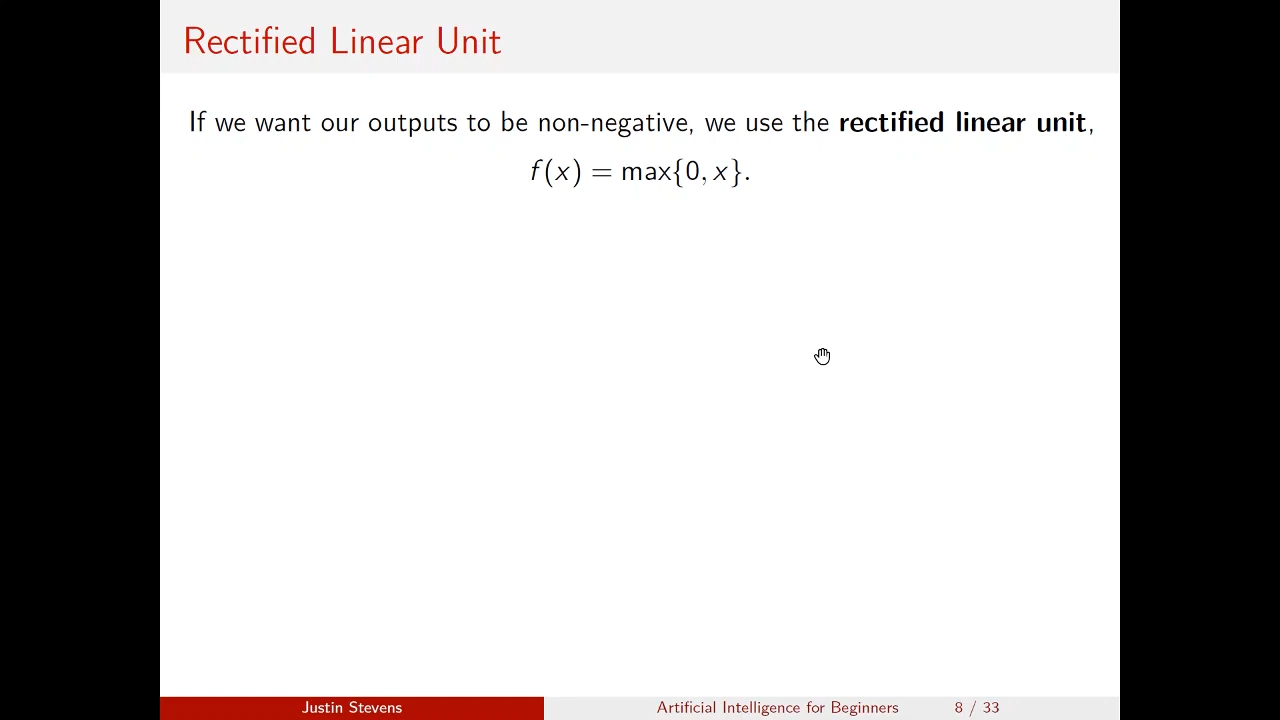 Rectified Linear Unit
If we want our outputs to be non-negative, we use the rectified linear unit,
f(x) = max{0, x}.
Justin Stevens
Artificial Intelligence for Beginners
8 / 33